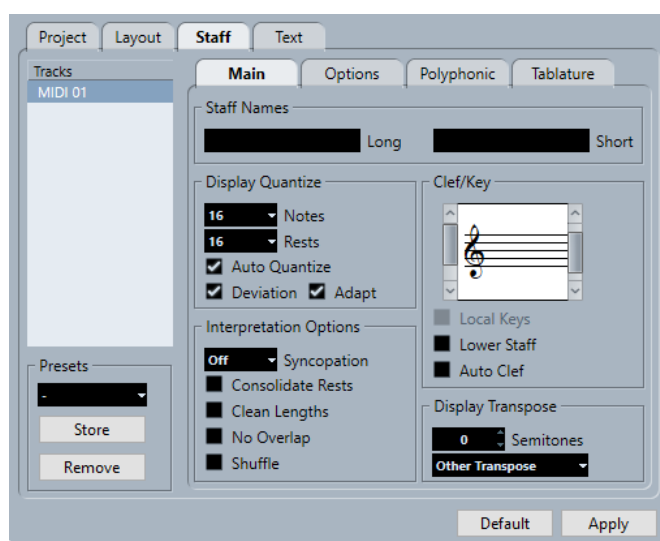 Project Layout Staff Text
Tracks
MIDI 01
Main Options Polyphonic Tablature
Staff Names
Long Short
Display Quantize
16 Notes
16 Rests
Auto Quantize
Deviation Adapt
Clef/Key
Local Keys
Lower Staff
Auto Clef
Interpretation Options
Off Syncopation
Consolidate Rests
Clean Lengths
No Overlap
Shuffle
Display Transpose
0 Semitones
Other Transpose
Presets
-
Store
Remove
Default Apply